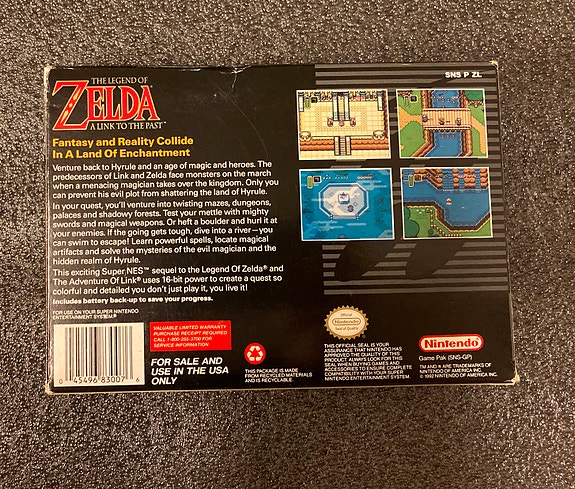 SNS P ZL
THE LEGEND OF
ZELDA
A LINK TO THE PAST™
Fantasy and Reality Collide
In A Land Of Enchantment
Venture back to Hyrule and an age of magic and heroes. The
predecessors of Link and Zelda face monsters on the march
when a menacing magician takes over the kingdom. Only you
can prevent his evil plot from shattering the land of Hyrule.
In your quest, you'll venture into twisting mazes, dungeons,
palaces and shadowy forests. Test your mettle with mighty
swords and magical weapons. Or heft a boulder and hurl it at
your enemies. If the going gets tough, dive into a river—you
can swim to escape! Learn powerful spells, locate magical
artifacts and solve the mysteries of the evil magician and the
hidden realm of Hyrule.
This exciting Super NES™ sequel to the Legend Of Zelda® and
The Adventure Of Link® uses 16-bit power to create a quest so
colorful and detailed you don't just play it, you live it!
Includes battery back-up to save your progress.
FOR USE ON YOUR SUPER NINTENDO
ENTERTAINMENT SYSTEM®
0 45496 83007 6
VALUABLE LIMITED WARRANTY
PURCHASE RECEIPT REQUIRED
CALL 1-800-255-3700 FOR
SERVICE INFORMATION
FOR SALE AND
USE IN THE USA
ONLY
THIS PACKAGE IS MADE
FROM RECYCLED MATERIALS
AND IS RECYCLABLE.
Official
Nintendo
Seal of Quality
THIS OFFICIAL SEAL IS YOUR
ASSURANCE THAT NINTENDO HAS
APPROVED THE QUALITY OF THIS
PRODUCT. ALWAYS LOOK FOR THIS
SEAL WHEN BUYING GAMES AND
ACCESSORIES TO ENSURE COMPLETE
COMPATIBILITY WITH YOUR SUPER
NINTENDO ENTERTAINMENT SYSTEM.
Nintendo
Game Pak (SNS-GP)
TM AND ® ARE TRADEMARKS OF
NINTENDO OF AMERICA INC.
© 1992 NINTENDO OF AMERICA INC.